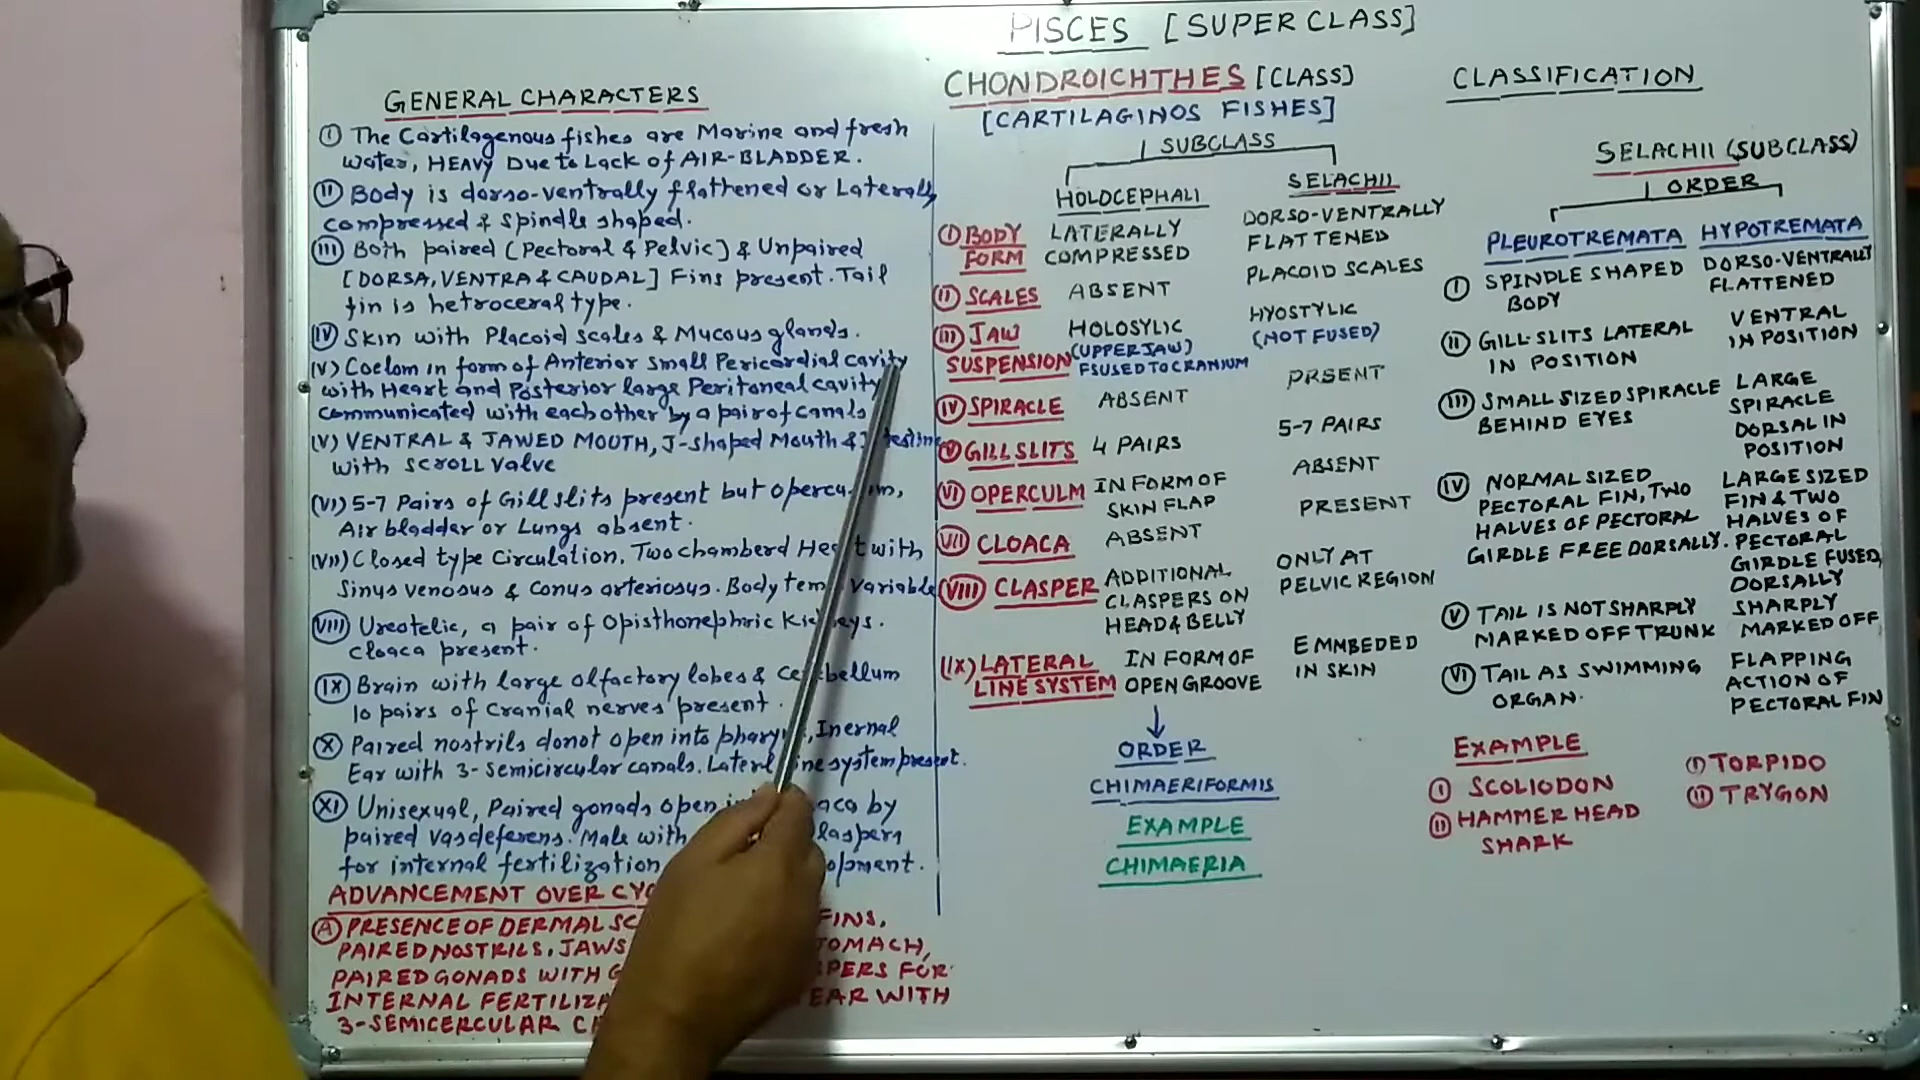 PISCES [SUPER CLASS]
GENERAL CHARACTERS
① The Cartilagenous fishes are Marine and fresh
water, HEAVY Due to Lack of AIR-BLADDER.
Ⅱ Body is dorso-ventrally flattened or Laterally
compressed & spindle shaped.
Ⅲ Both paired [Pectoral & Pelvic] & Unpaired
[DORSA, VENTRA & CAUDAL] Fins present. Tail
fin is hetroceral type.
Ⅳ Skin with Placoid scales & Mucous glands.
(V) Coelom in form of Anterior small Pericordial cavity
with Heart and Posterior large Peritoneal cavity
communicated with each other by a pair of canals
(V) VENTRAL & JAWED MOUTH, J-shaped Mouth &
with scroll valve
(VI) 5-7 Pairs of Gill slits present but
Air bladder or Lungs absent.
(VII) Closed type Circulation. Two chamberd with
Sinus venosus & Conus arteriosus. Body variable
VIII Ureotelic, a pair of Opisthonephric
cloaca present.
IX Brain with large olfactory lobes &
10 pairs of Cranial nerves present.
X Paired nostrils donot open into Inernal
Ear with 3-Semicircular canals. present.
XI Unisexual, Paired gonads open by
paired vasdeferens. Male with
for internal fertilization
ADVANCEMENT OVER
Ⓐ PRESENCE OF DERMAL FINS,
PAIRED NOSTRILS, JAWS
PAIRED GONADS WITH FOR
INTERNAL EAR WITH
3-SEMICERCULAR
CHONDROICHTHES [CLASS]
[CARTILAGINOS FISHES]
SUBCLASS
HOLOCEPHALI SELACHII
① BODY FORM LATERALLY COMPRESSED DORSO-VENTRALLY FLATTENED
Ⅱ SCALES ABSENT PLACOID SCALES
Ⅲ JAW SUSPENSION HOLOSYLIC (UPPER JAW) FSUSED TO CRANIUM HYOSTYLIC (NOT FUSED)
Ⅳ SPIRACLE ABSENT PRSENT
Ⅴ GILL SLITS 4 PAIRS 5-7 PAIRS
Ⅵ OPERCULM IN FORM OF SKIN FLAP ABSENT
Ⅶ CLOACA ABSENT PRESENT
VIII CLASPER ADDITIONAL CLASPERS ON HEAD & BELLY ONLY AT PELVIC REGION
(IX) LATERAL LINE SYSTEM IN FORM OF OPEN GROOVE EMMBEDED IN SKIN
ORDER
CHIMAERIFORMIS
EXAMPLE
CHIMAERIA
CLASSIFICATION
SELACHII (SUBCLASS)
ORDER
PLEUROTREMATA HYPOTREMATA
Ⅰ SPINDLE SHAPED BODY DORSO-VENTRALLY FLATTENED
Ⅱ GILL-SLITS LATERAL IN POSITION VENTRAL IN POSITION
Ⅲ SMALL SIZED SPIRACLE BEHIND EYES LARGE SPIRACLE DORSAL IN POSITION
Ⅳ NORMAL SIZED PECTORAL FIN, TWO HALVES OF PECTORAL GIRDLE FREE DORSALLY. LARGE SIZED FIN & TWO HALVES OF PECTORAL GIRDLE FUSED, DORSALLY
Ⅴ TAIL IS NOT SHARPLY MARKED OFF TRUNK SHARPLY MARKED OFF
Ⅵ TAIL AS SWIMMING ORGAN. FLAPPING ACTION OF PECTORAL FIN
EXAMPLE
① SCOLIODON
Ⅱ HAMMER HEAD SHARK
① TORPIDO
Ⅱ TRYGON